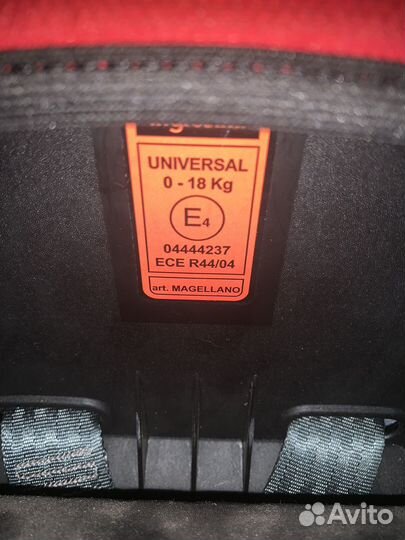 UNIVERSAL
0 - 18 Kg
E4
04444237
ECE R44/04
art. MAGELLANO
Avito